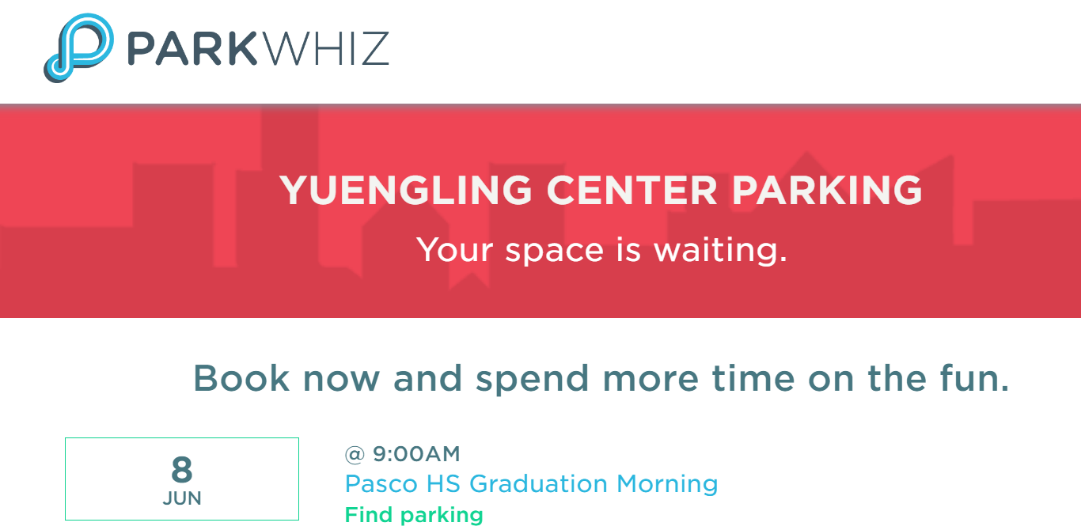 PARKWHIZ
YUENGLING CENTER PARKING
Your space is waiting.
Book now and spend more time on the fun.
8
JUN
@ 9:00AM
Pasco HS Graduation Morning
Find parking